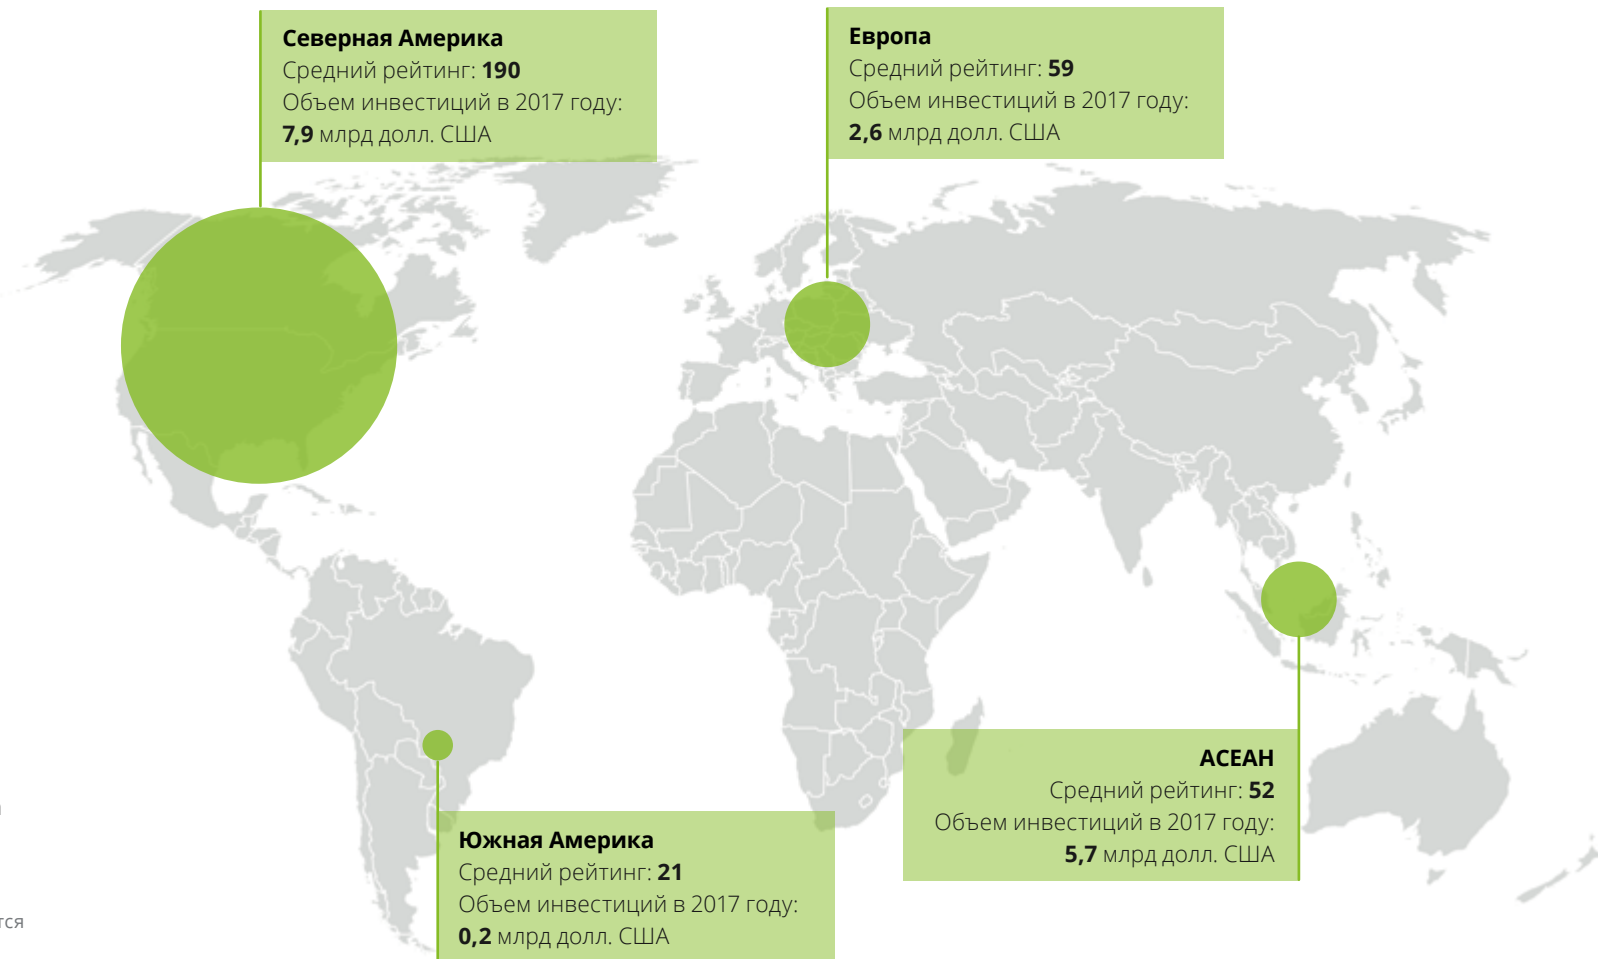 Северная Америка
Средний рейтинг: 190
Объем инвестиций в 2017 году:
7,9 млрд долл. США
Европа
Средний рейтинг: 59
Объем инвестиций в 2017 году:
2,6 млрд долл. США
АСЕАН
Средний рейтинг: 52
Объем инвестиций в 2017 году:
5,7 млрд долл. США
Южная Америка
Средний рейтинг: 21
Объем инвестиций в 2017 году:
0,2 млрд долл. США
тся